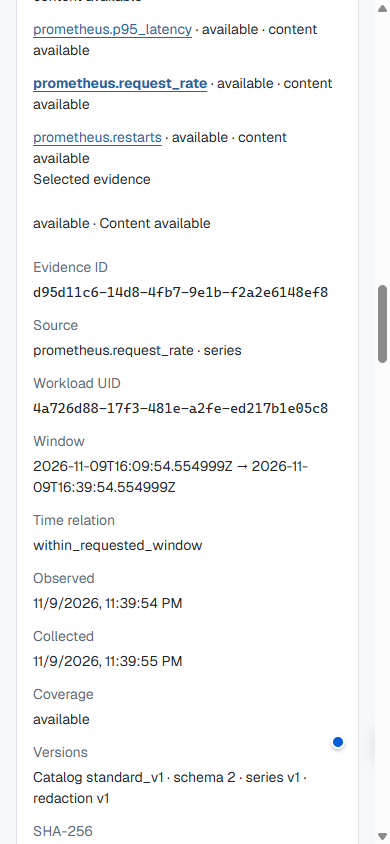 prometheus.p95_latency · available · content
available
prometheus.request_rate · available · content
available
prometheus.restarts · available · content
available
Selected evidence
available · Content available
Evidence ID
d95d11c6-14d8-4fb7-9e1b-f2a2e6148ef8
Source
prometheus.request_rate · series
Workload UID
4a726d88-17f3-481e-a2fe-ed217b1e05c8
Window
2026-11-09T16:09:54.554999Z → 2026-11-
09T16:39:54.554999Z
Time relation
within_requested_window
Observed
11/9/2026, 11:39:54 PM
Collected
11/9/2026, 11:39:55 PM
Coverage
available
Versions
Catalog standard_v1 · schema 2 · series v1 ·
redaction v1
SHA-256